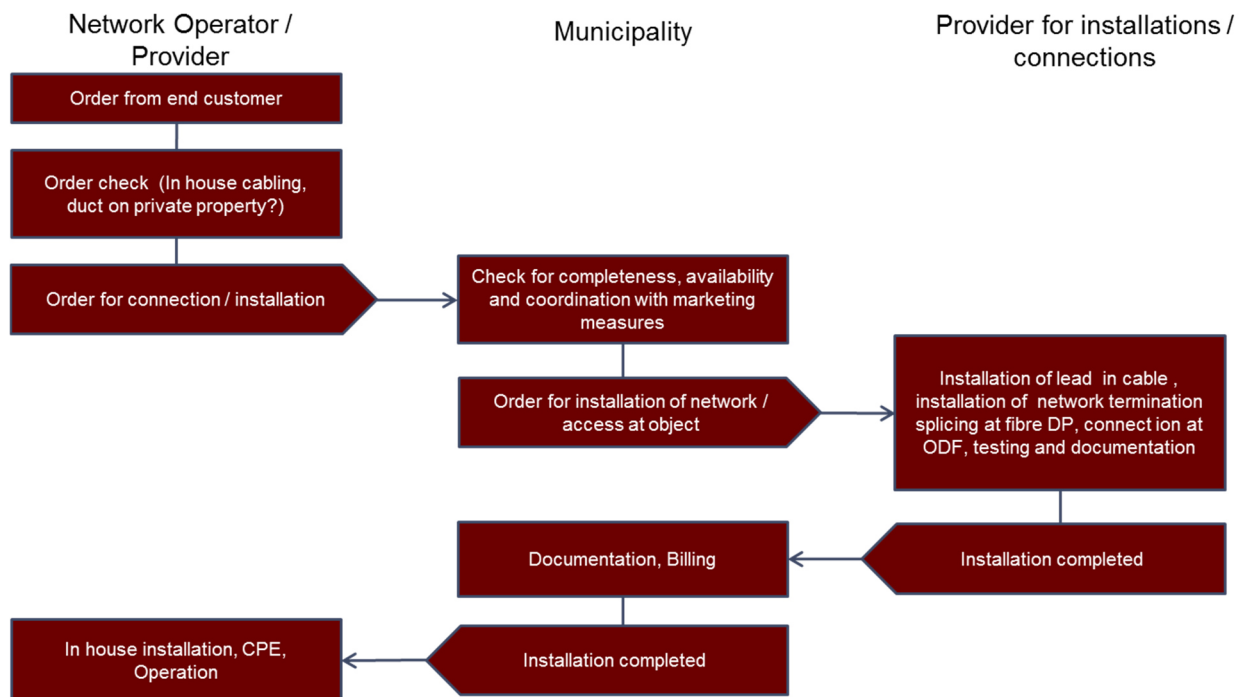 Network Operator /
Provider
Municipality
Provider for installations /
connections
Order from end customer
Order check  (In house cabling,
duct on private property?)
Order for connection / installation
Check for completeness, availability
and coordination with marketing
measures
Order for installation of network /
access at object
Installation of lead  in cable ,
installation of  network termination
splicing at fibre DP, connect ion at
ODF, testing and documentation
Installation completed
Documentation, Billing
Installation completed
In house installation, CPE,
Operation